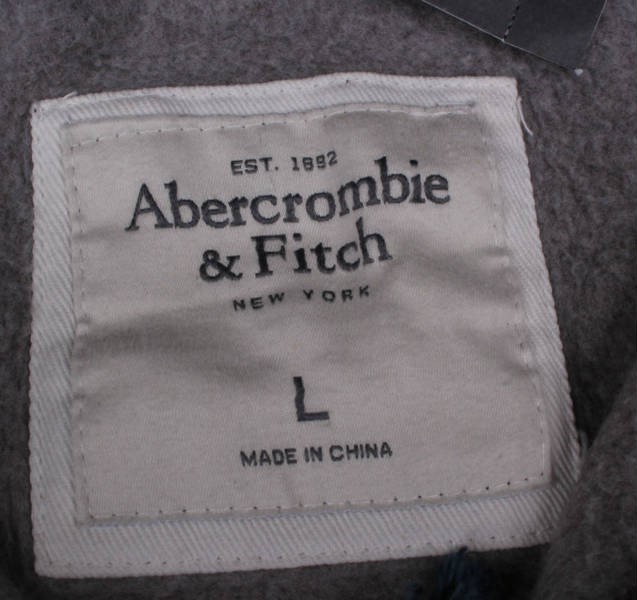 EST. 1892
Abercrombie
& Fitch
NEW YORK
L
MADE IN CHINA